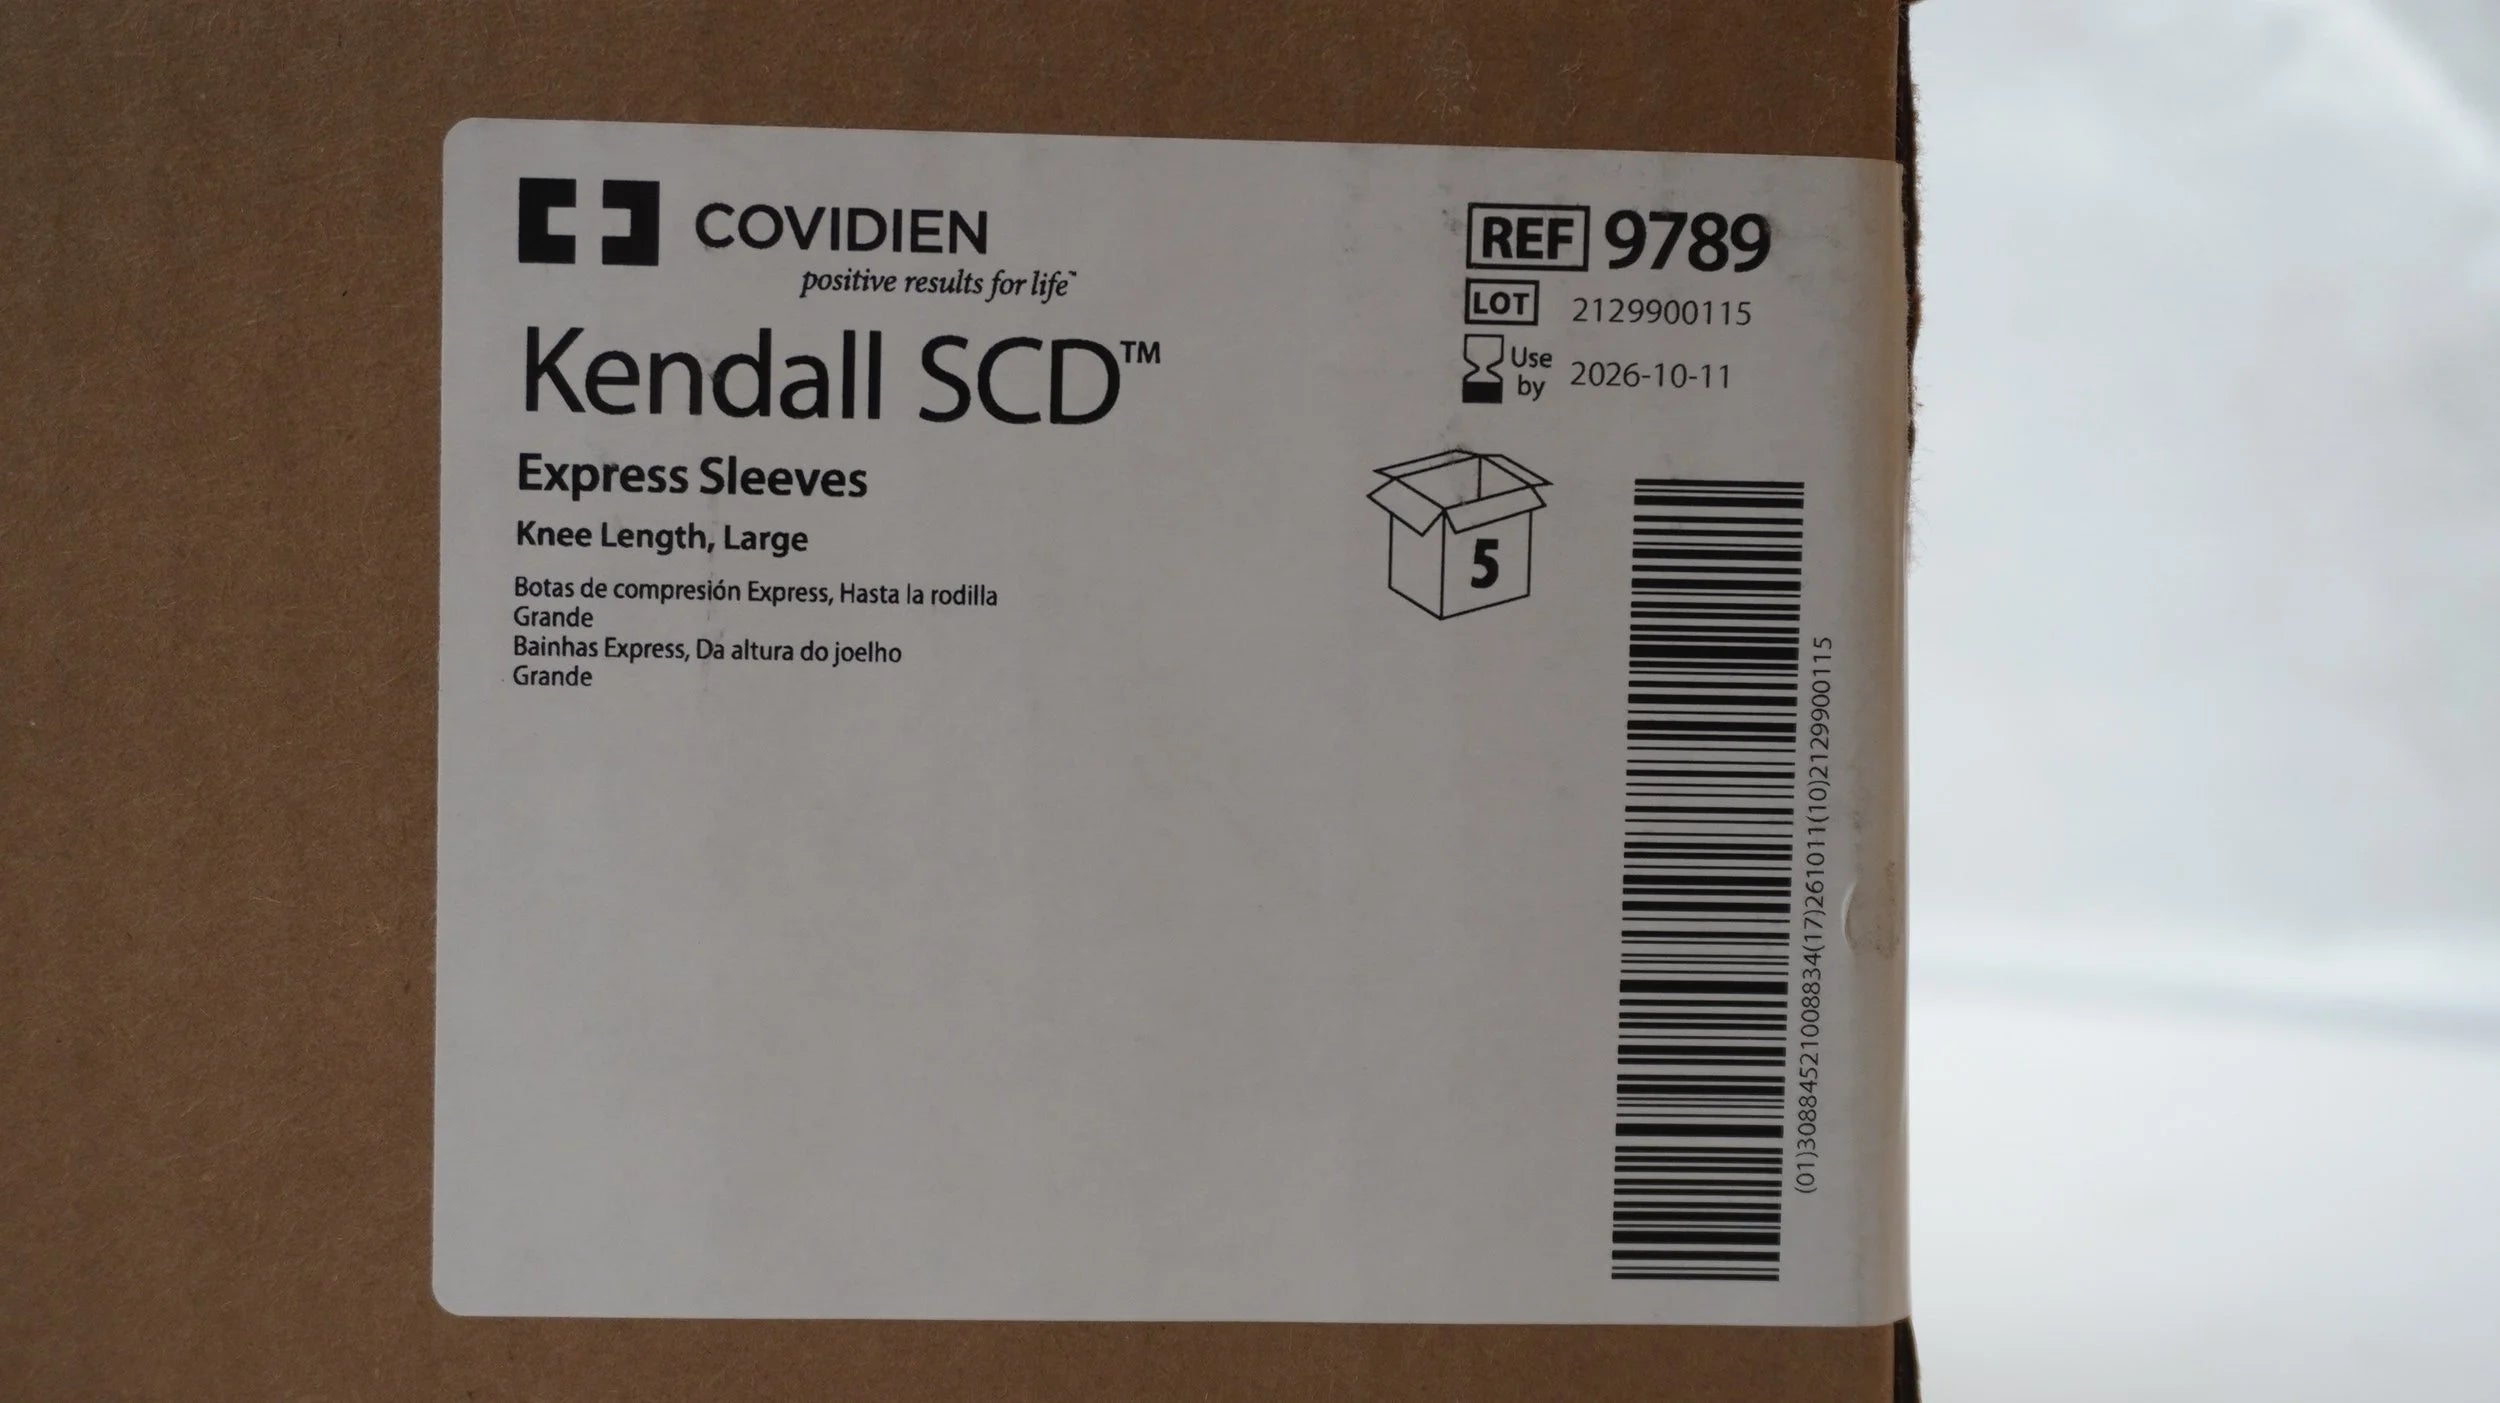 COVIDIEN
positive results for life™
Kendall SCD™
Express Sleeves
Knee Length, Large
Botas de compresión Express, Hasta la rodilla
Grande
Bainhas Express, Da altura do joelho
Grande
REF 9789
LOT 2129900115
Use by 2026-10-11
5
(01)30884521008834(17)261011(10)2129900115